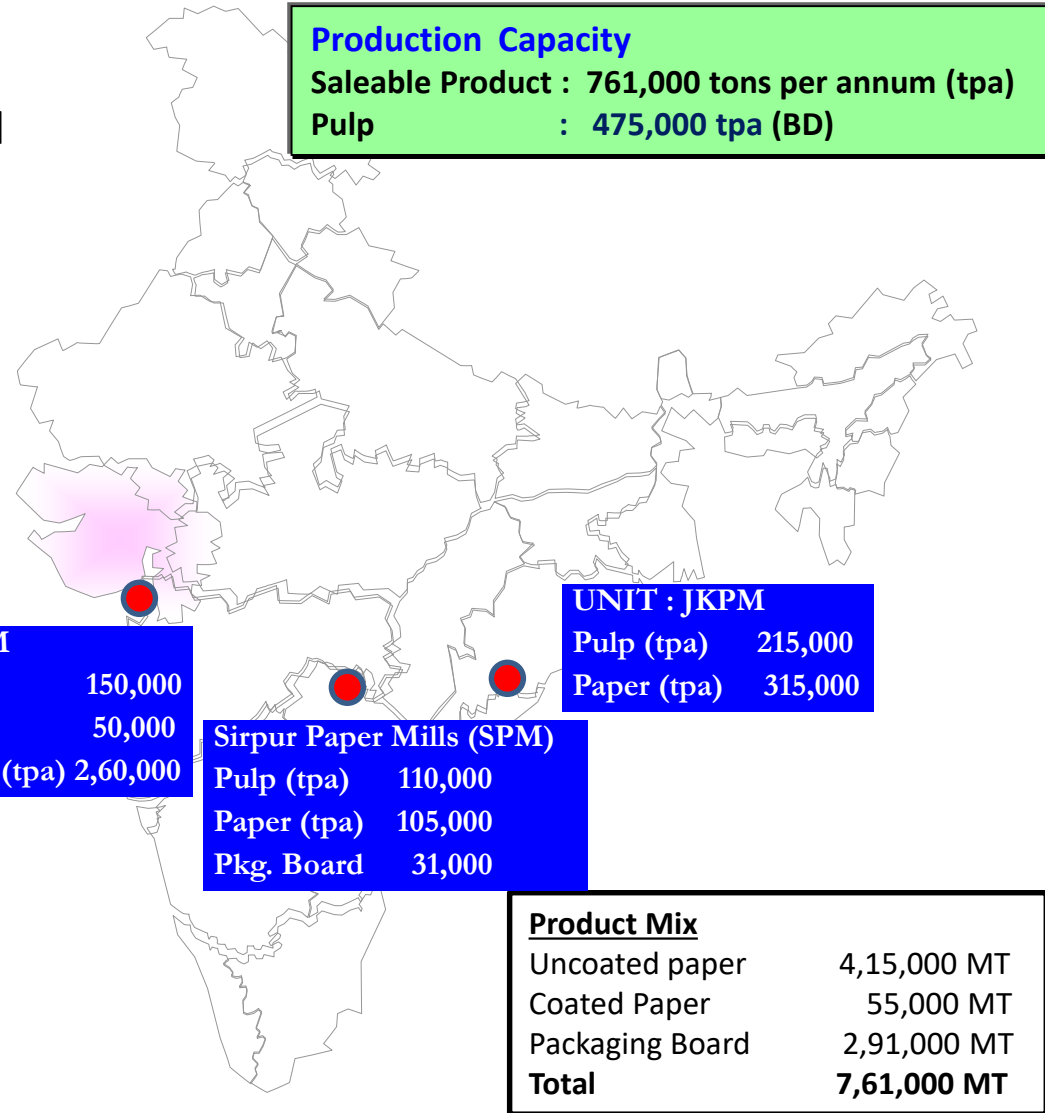 Production Capacity
Saleable Product : 761,000 tons per annum (tpa)
Pulp : 475,000 tpa (BD)
UNIT : JKPM
Pulp (tpa) 215,000
Paper (tpa) 315,000
M
150,000
50,000
(tpa) 2,60,000
Sirpur Paper Mills (SPM)
Pulp (tpa) 110,000
Paper (tpa) 105,000
Pkg. Board 31,000
Product Mix
Uncoated paper 4,15,000 MT
Coated Paper 55,000 MT
Packaging Board 2,91,000 MT
Total 7,61,000 MT